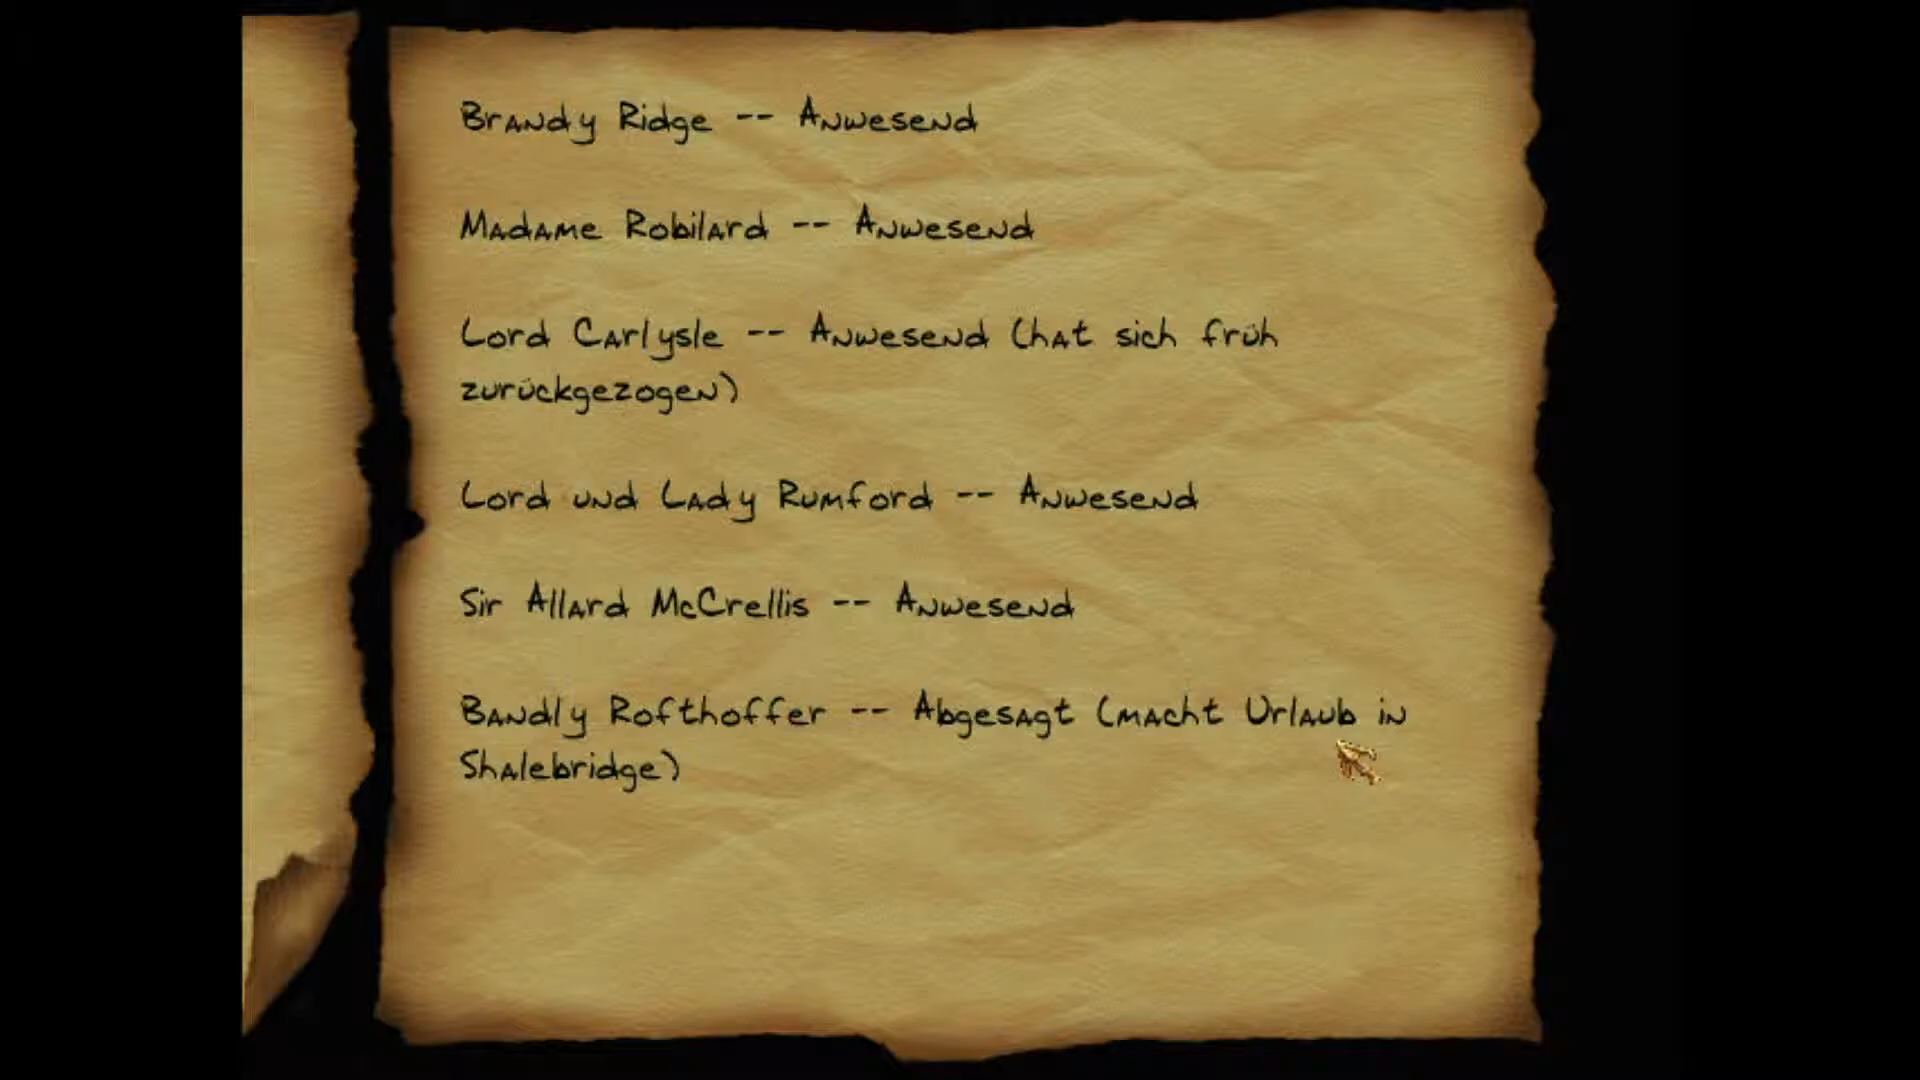 Brandy Ridge -- Anwesend
Madame Robilard -- Anwesend
Lord Carlysle -- Anwesend (hat sich früh
zurückgezogen)
Lord und Lady Rumford -- Anwesend
Sir Allard McCrellis -- Anwesend
Bandly Rofthoffer -- Abgesagt (macht Urlaub in
Shalebridge)